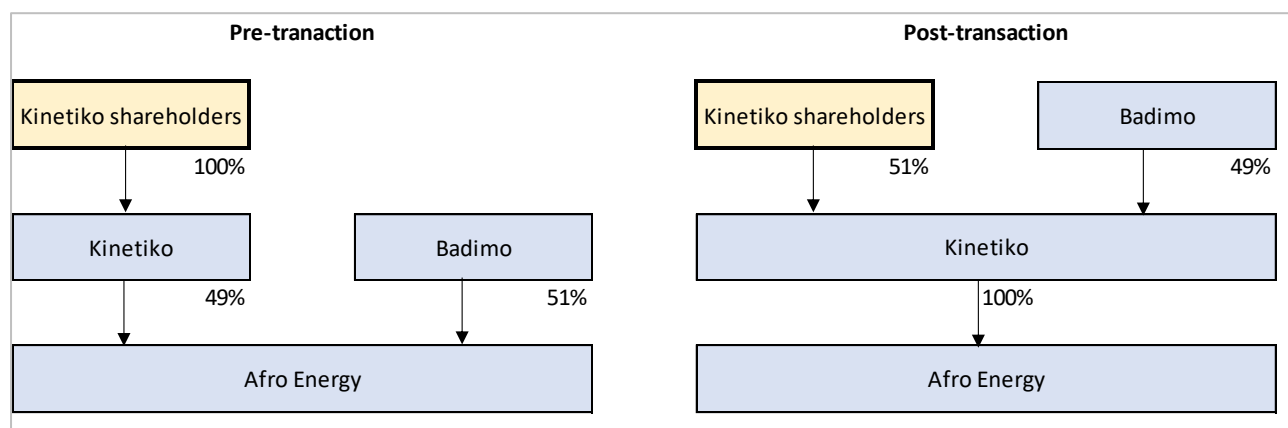 Pre-tranaction
Post-transaction
Kinetiko shareholders
100%
Kinetiko
Badimo
49%
51%
Afro Energy
Kinetiko shareholders
Badimo
51%
49%
Kinetiko
100%
Afro Energy